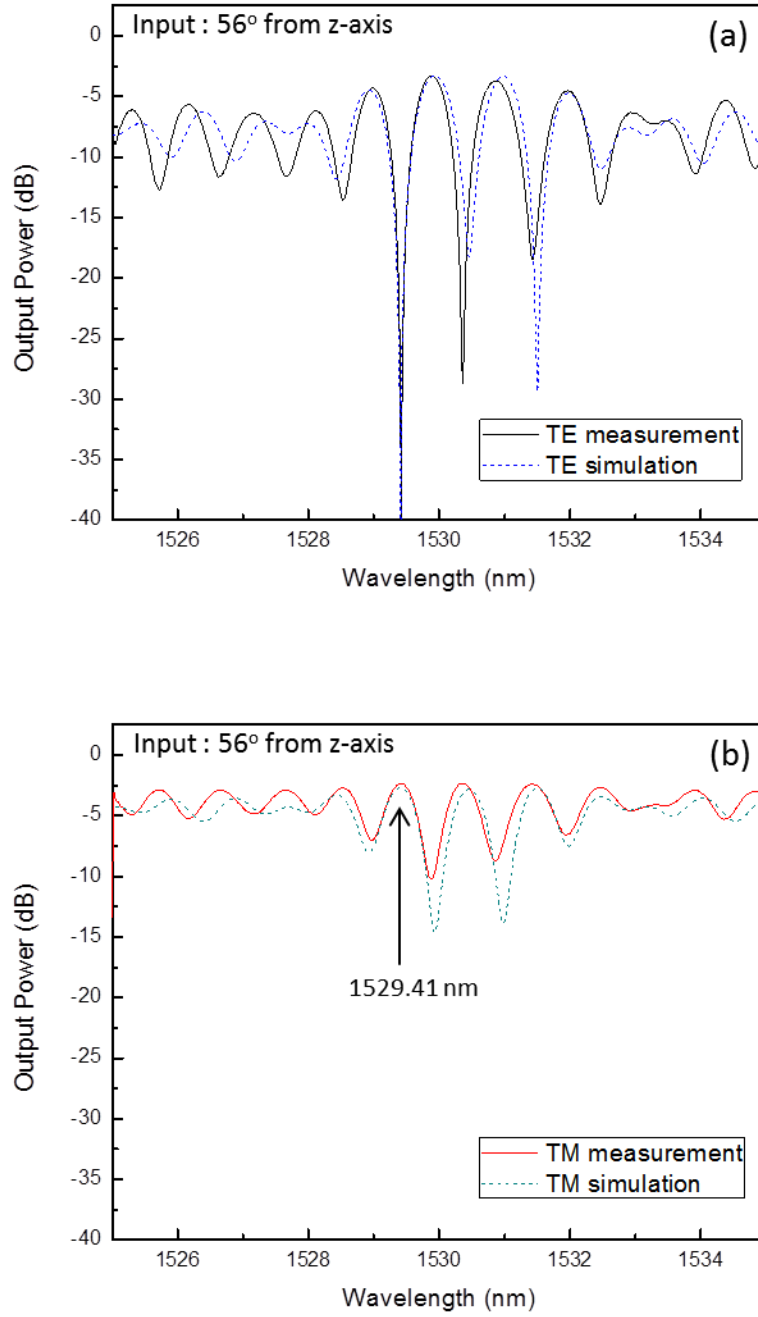 Input : 56° from z-axis
(a)
0
-5
-10
-15
-20
-25
-30
-35
-40
Output Power (dB)
TE measurement
TE simulation
1526
1528
1530
1532
1534
Wavelength (nm)
Input : 56° from z-axis
(b)
0
-5
-10
-15
-20
-25
-30
-35
-40
Output Power (dB)
1529.41 nm
TM measurement
TM simulation
1526
1528
1530
1532
1534
Wavelength (nm)